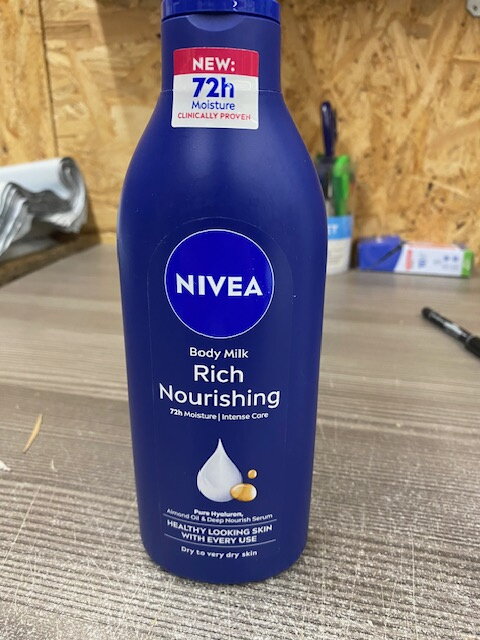 NEW:
72h
Moisture
CLINICALLY PROVEN
NIVEA
Body Milk
Rich
Nourishing
72h Moisture | Intense Care
Pure Hyaluron,
Almond Oil & Deep Nourish Serum
HEALTHY LOOKING SKIN
WITH EVERY USE
Dry to very dry skin